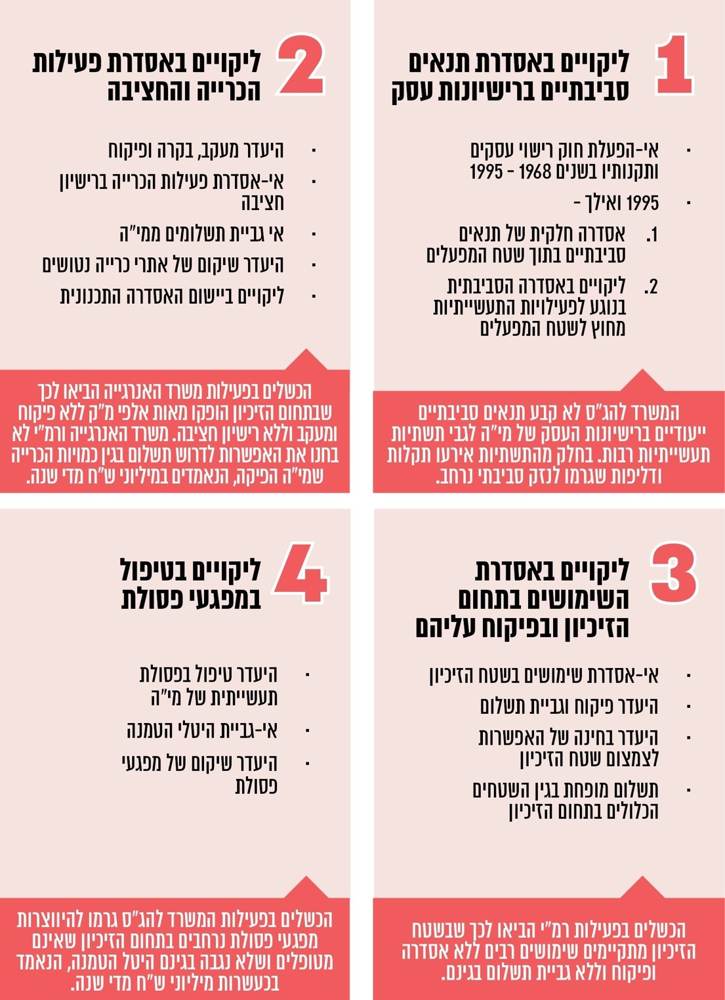 1
ליקויים באסדרת תנאים
סביבתיים ברישיונות עסק
· אי-הפעלת חוק רישוי עסקים
ותקנותיו בשנים 1968 - 1995
· 1995 ואילך -
1. אסדרה חלקית של תנאים
סביבתיים בתוך שטח המפעלים
2. ליקויים באסדרה הסביבתית
בנוגע לפעילויות התעשייתיות
מחוץ לשטח המפעלים
המשרד להג"ס לא קבע תנאים סביבתיים
ייעודיים ברישיונות העסק של מי"ה לגבי תשתיות
תעשייתיות רבות. בחלק מהתשתיות אירעו תקלות
ודליפות שגרמו לנזק סביבתי נרחב.
2
ליקויים באסדרת פעילות
הכרייה והחציבה
· היעדר מעקב, בקרה ופיקוח
· אי-אסדרת פעילות הכרייה ברישיון
חציבה
· אי גביית תשלומים ממי"ה
· היעדר שיקום של אתרי כרייה נטושים
· ליקויים ביישום האסדרה התכנונית
הכשלים בפעילות משרד האנרגייה הביאו לכך
שבתחום הזיכיון הופקו מאות אלפי מ"ק ללא פיקוח
ומעקב וללא רישיון חציבה. משרד האנרגייה ורמ"י לא
בחנו את האפשרות לדרוש תשלום בגין כמויות הכרייה
שמי"ה הפיקה, הנאמדים במיליוני ש"ח מדי שנה.
3
ליקויים באסדרת
השימושים בתחום
הזיכיון ובפיקוח עליהם
· אי-אסדרת שימושים בשטח הזיכיון
· היעדר פיקוח וגביית תשלום
· היעדר בחינה של האפשרות
לצמצום שטח הזיכיון
· תשלום מופחת בגין השטחים
הכלולים בתחום הזיכיון
הכשלים בפעילות רמ"י הביאו לכך שבשטח
הזיכיון מתקיימים שימושים רבים ללא אסדרה
ופיקוח וללא גביית תשלום בגינם.
4
ליקויים בטיפול
במפגעי פסולת
· היעדר טיפול בפסולת
תעשייתית של מי"ה
· אי-גביית היטלי הטמנה
· היעדר שיקום של מפגעי
פסולת
הכשלים בפעילות המשרד להג"ס גרמו להיווצרות
מפגעי פסולת נרחבים בתחום הזיכיון שאינם
מטופלים ושלא נגבה בגינם היטל הטמנה, הנאמד
בכעשרות מיליוני ש"ח מדי שנה.